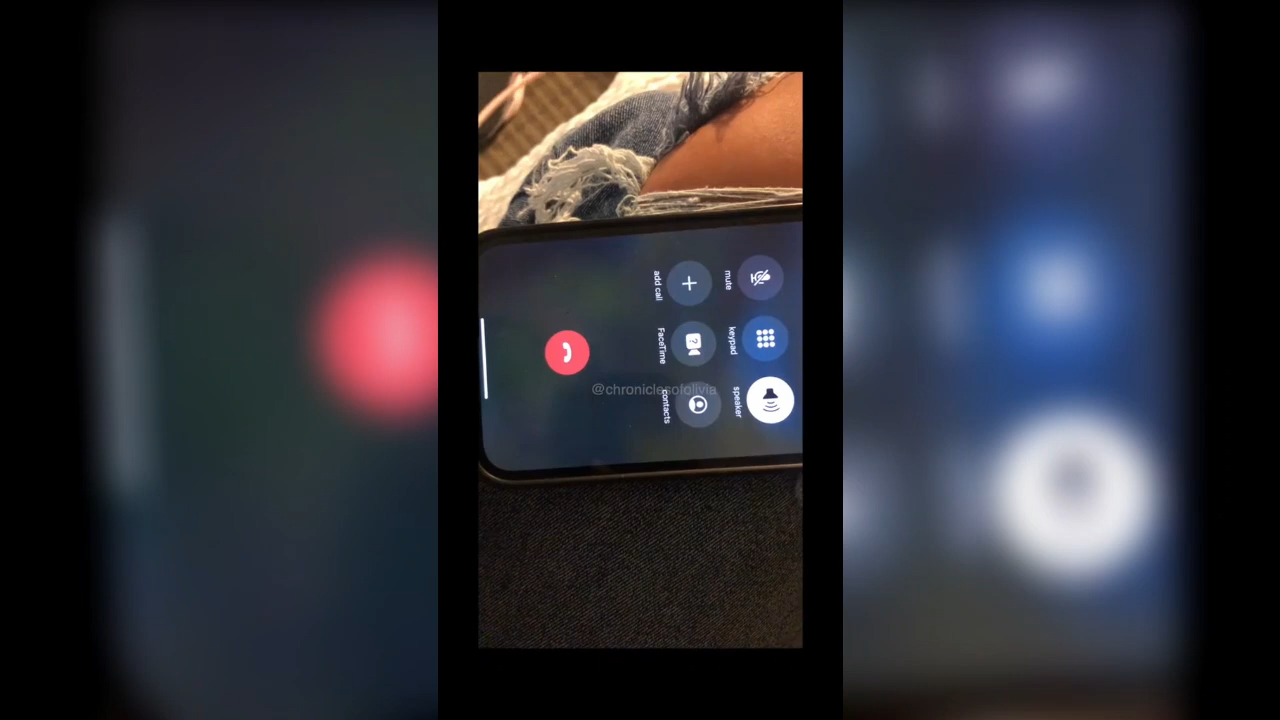 mute
keypad
speaker
add call
FaceTime
contacts
@chroniclesofolivia